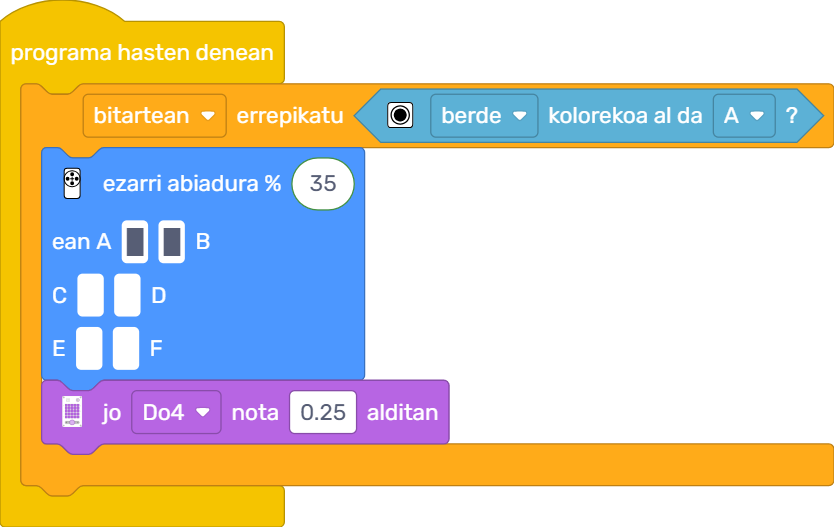 programa hasten denean
bitartean errepikatu berde kolorekoa al da A ?
ezarri abiadura % 35
ean A B
C D
E F
jo Do4 nota 0.25 alditan